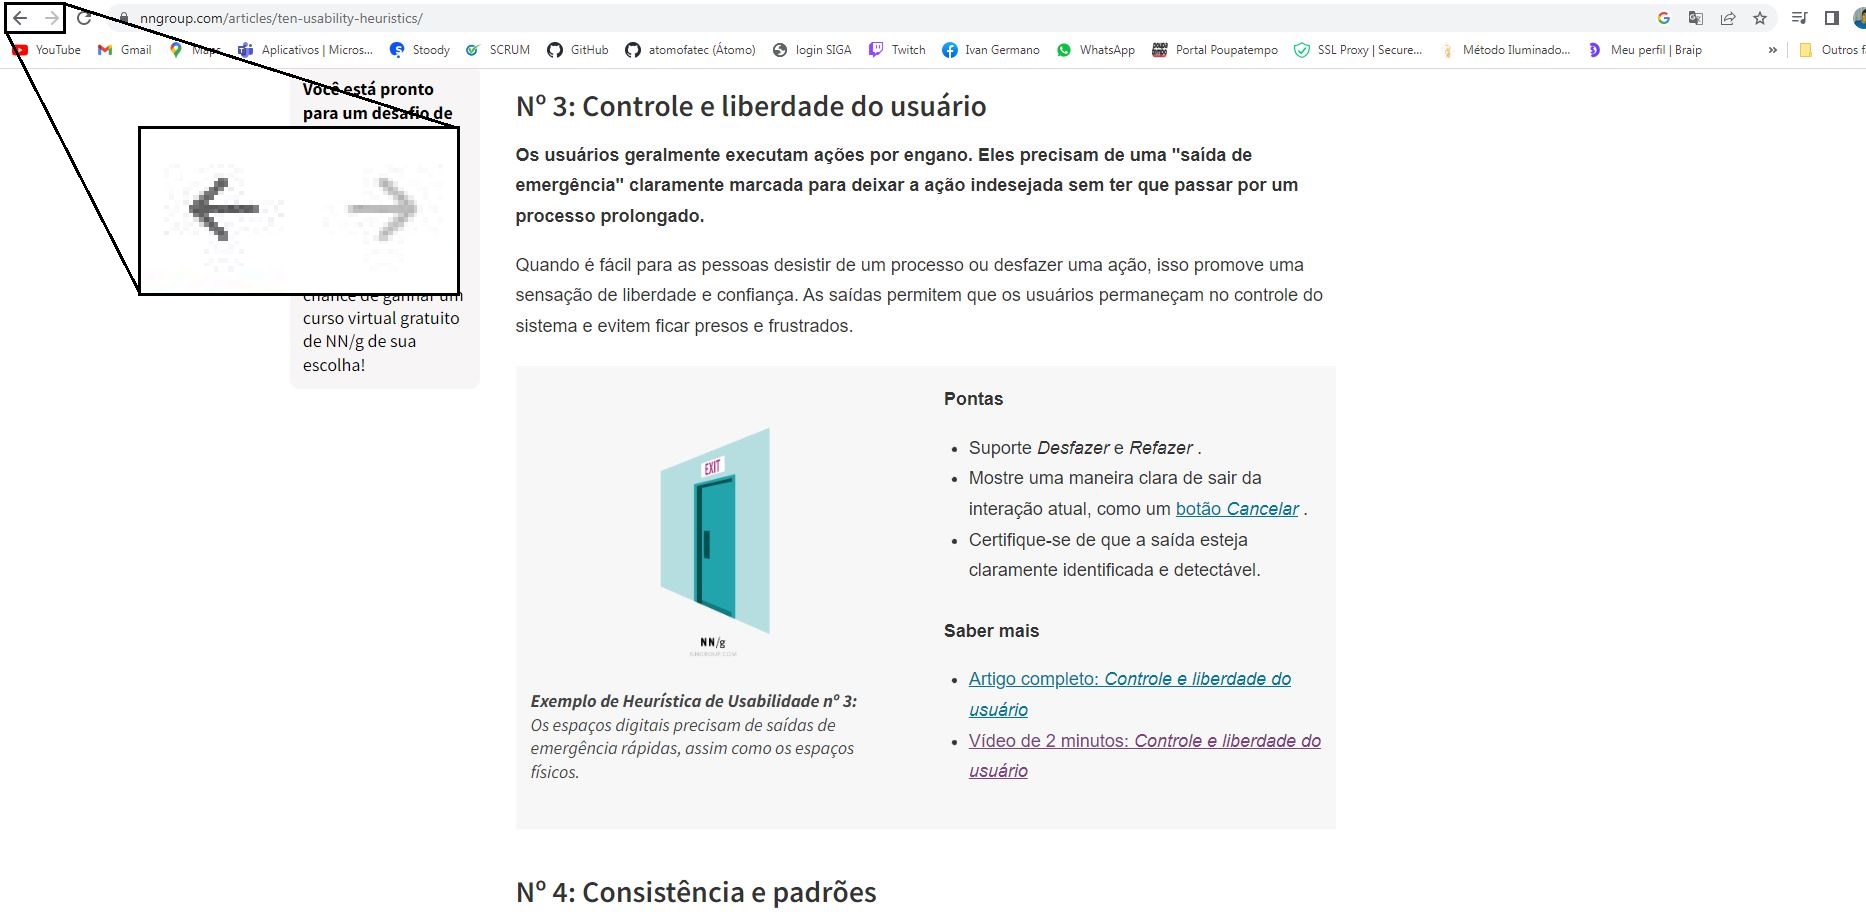 nngroup.com/articles/ten-usability-heuristics/
YouTube Gmail Maps Aplicativos | Micros... Stoody SCRUM GitHub atomofatec (Átomo) login SIGA Twitch Ivan Germano WhatsApp Portal Poupatempo SSL Proxy | Secure... Método Iluminado... Meu perfil | Braip » Outros f
Você está pronto
para um desafio de
chance de ganhar um
curso virtual gratuito
de NN/g de sua
escolha!
Nº 3: Controle e liberdade do usuário
Os usuários geralmente executam ações por engano. Eles precisam de uma "saída de
emergência" claramente marcada para deixar a ação indesejada sem ter que passar por um
processo prolongado.
Quando é fácil para as pessoas desistir de um processo ou desfazer uma ação, isso promove uma
sensação de liberdade e confiança. As saídas permitem que os usuários permaneçam no controle do
sistema e evitem ficar presos e frustrados.
EXIT
NN/g
NNGROUP.COM
Exemplo de Heurística de Usabilidade nº 3:
Os espaços digitais precisam de saídas de
emergência rápidas, assim como os espaços
físicos.
Pontas
Suporte Desfazer e Refazer .
Mostre uma maneira clara de sair da
interação atual, como um botão Cancelar .
Certifique-se de que a saída esteja
claramente identificada e detectável.
Saber mais
Artigo completo: Controle e liberdade do
usuário
Vídeo de 2 minutos: Controle e liberdade do
usuário
Nº 4: Consistência e padrões